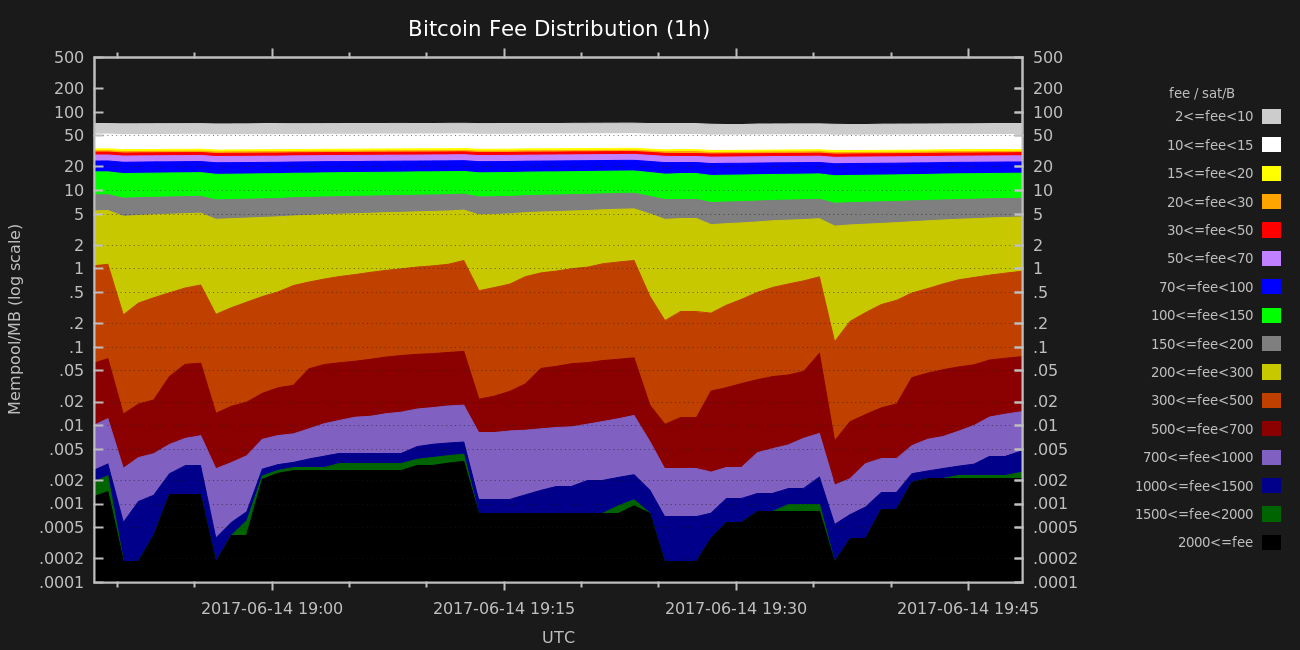 Bitcoin Fee Distribution (1h)
Mempool/MB (log scale)
500
200
100
50
20
10
5
2
1
.5
.2
.1
.05
.02
.01
.005
.002
.001
.0005
.0002
.0001
500
200
100
50
20
10
5
2
1
.5
.2
.1
.05
.02
.01
.005
.002
.001
.0005
.0002
.0001
2017-06-14 19:00
2017-06-14 19:15
2017-06-14 19:30
2017-06-14 19:45
UTC
fee / sat/B
2<=fee<10
10<=fee<15
15<=fee<20
20<=fee<30
30<=fee<50
50<=fee<70
70<=fee<100
100<=fee<150
150<=fee<200
200<=fee<300
300<=fee<500
500<=fee<700
700<=fee<1000
1000<=fee<1500
1500<=fee<2000
2000<=fee